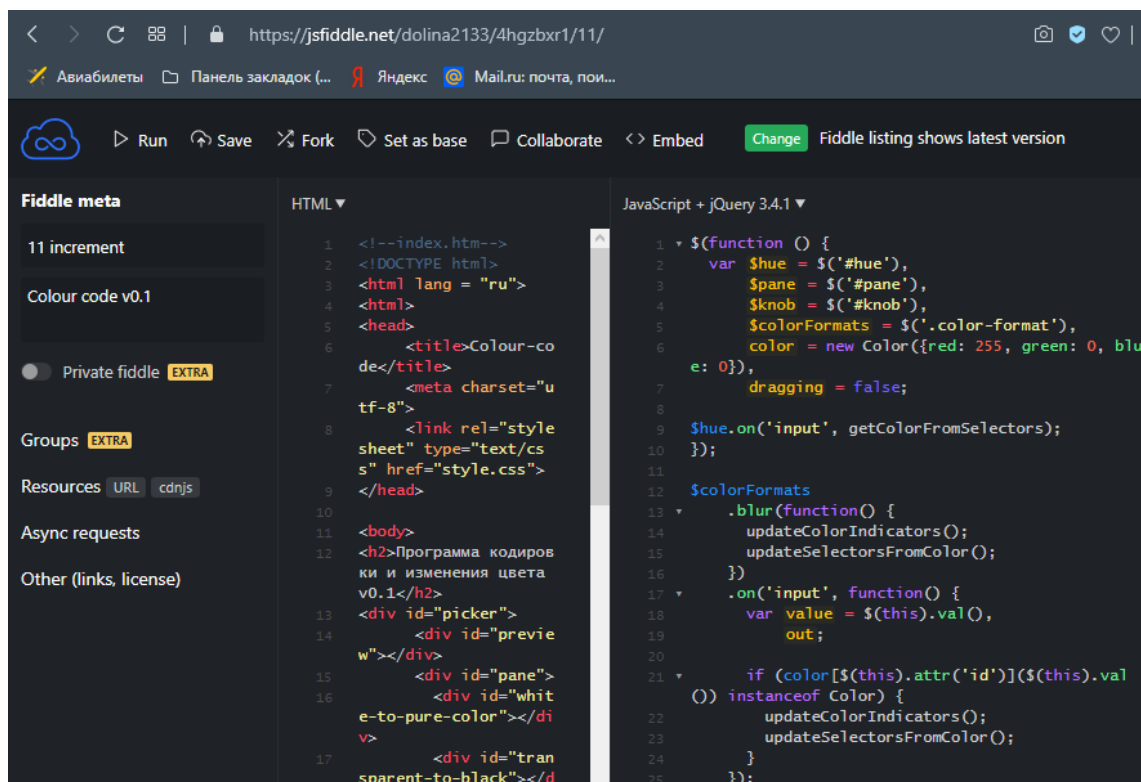 https://jsfiddle.net/dolina2133/4hgzbxr1/11/
Авиабилеты Панель закладок (... Яндекс Mail.ru: почта, пои...
Run Save Fork Set as base Collaborate Embed Change Fiddle listing shows latest version
Fiddle meta
11 increment
Colour code v0.1
Private fiddle EXTRA
Groups EXTRA
Resources URL cdnjs
Async requests
Other (links, license)
HTML ▼
1 <!--index.htm-->
2 <!DOCTYPE html>
3 <html lang = "ru">
4 <html>
5 <head>
6 <title>Colour-co
de</title>
7 <meta charset="u
tf-8">
8 <link rel="style
sheet" type="text/cs
s" href="style.css">
9 </head>
10
11 <body>
12 <h2>Программа кодиров
ки и изменения цвета
v0.1</h2>
13 <div id="picker">
14 <div id="previe
w"></div>
15 <div id="pane">
16 <div id="whit
e-to-pure-color"></di
v>
17 <div id="tran
sparent-to-black"></d
JavaScript + jQuery 3.4.1 ▼
1 $(function () {
2 var $hue = $('#hue'),
3 $pane = $('#pane'),
4 $knob = $('#knob'),
5 $colorFormats = $('.color-format'),
6 color = new Color({red: 255, green: 0, blu
e: 0}),
7 dragging = false;
8
9 $hue.on('input', getColorFromSelectors);
10 });
11
12 $colorFormats
13 .blur(function() {
14 updateColorIndicators();
15 updateSelectorsFromColor();
16 })
17 .on('input', function() {
18 var value = $(this).val(),
19 out;
20
21 if (color[$(this).attr('id')]($(this).val
()) instanceof Color) {
22 updateColorIndicators();
23 updateSelectorsFromColor();
24 }
25 });